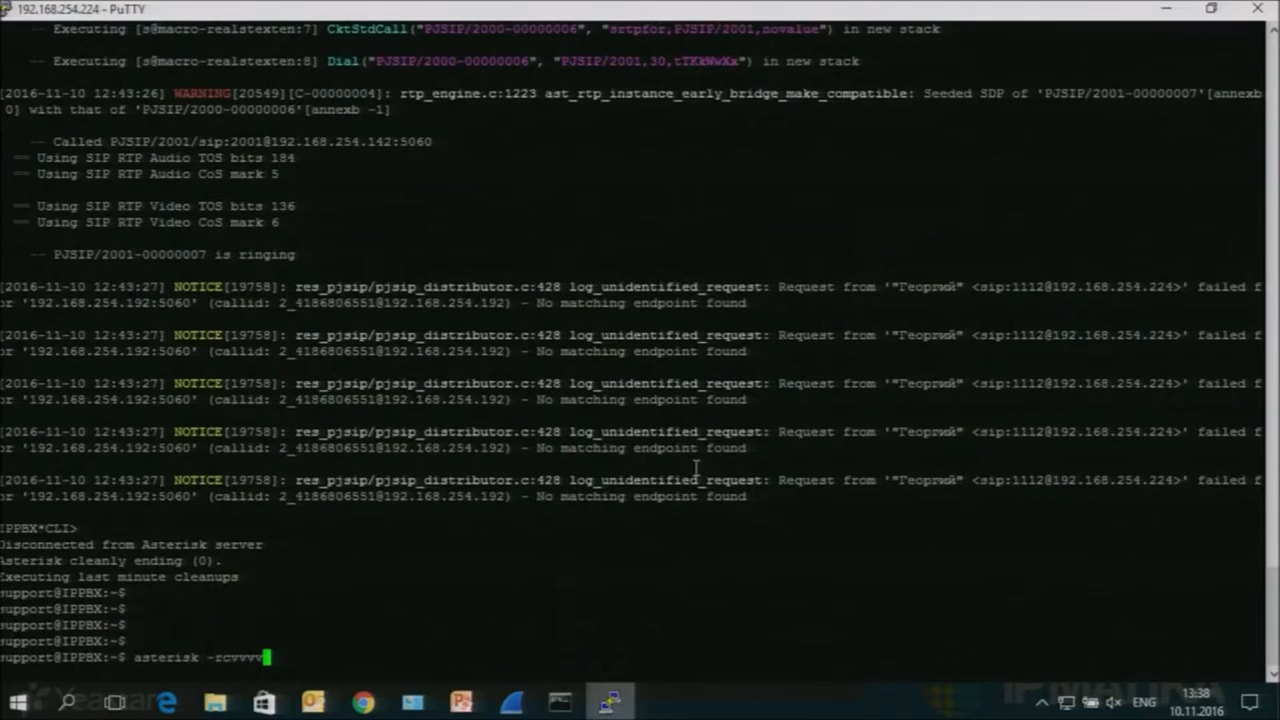 192.168.254.224 - PuTTY
-- Executing [s@macro-realstexten:7] CktStdCall("PJSIP/2000-00000006", "srtpfor,PJSIP/2001,novalue") in new stack
-- Executing [s@macro-realstexten:8] Dial("PJSIP/2000-00000006", "PJSIP/2001,30,tTKkWwXx") in new stack
[2016-11-10 12:43:26] WARNING[20549][C-00000004]: rtp_engine.c:1223 ast_rtp_instance_early_bridge_make_compatible: Seeded SDP of 'PJSIP/2001-00000007'[annexb
0] with that of 'PJSIP/2000-00000006'[annexb -1]
-- Called PJSIP/2001/sip:2001@192.168.254.142:5060
== Using SIP RTP Audio TOS bits 184
== Using SIP RTP Audio CoS mark 5
== Using SIP RTP Video TOS bits 136
== Using SIP RTP Video CoS mark 6
-- PJSIP/2001-00000007 is ringing
[2016-11-10 12:43:27] NOTICE[19758]: res_pjsip/pjsip_distributor.c:428 log_unidentified_request: Request from '"Георгий" <sip:1112@192.168.254.224>' failed f
or '192.168.254.192:5060' (callid: 2_4186806551@192.168.254.192) - No matching endpoint found
[2016-11-10 12:43:27] NOTICE[19758]: res_pjsip/pjsip_distributor.c:428 log_unidentified_request: Request from '"Георгий" <sip:1112@192.168.254.224>' failed f
or '192.168.254.192:5060' (callid: 2_4186806551@192.168.254.192) - No matching endpoint found
[2016-11-10 12:43:27] NOTICE[19758]: res_pjsip/pjsip_distributor.c:428 log_unidentified_request: Request from '"Георгий" <sip:1112@192.168.254.224>' failed f
or '192.168.254.192:5060' (callid: 2_4186806551@192.168.254.192) - No matching endpoint found
[2016-11-10 12:43:27] NOTICE[19758]: res_pjsip/pjsip_distributor.c:428 log_unidentified_request: Request from '"Георгий" <sip:1112@192.168.254.224>' failed f
or '192.168.254.192:5060' (callid: 2_4186806551@192.168.254.192) - No matching endpoint found
[2016-11-10 12:43:27] NOTICE[19758]: res_pjsip/pjsip_distributor.c:428 log_unidentified_request: Request from '"Георгий" <sip:1112@192.168.254.224>' failed f
or '192.168.254.192:5060' (callid: 2_4186806551@192.168.254.192) - No matching endpoint found
IPPBX*CLI>
Disconnected from Asterisk server
Asterisk cleanly ending (0).
Executing last minute cleanups
support@IPPBX:~$
support@IPPBX:~$
support@IPPBX:~$
support@IPPBX:~$
support@IPPBX:~$ asterisk -rcvvvv
ENG
13:38
10.11.2016